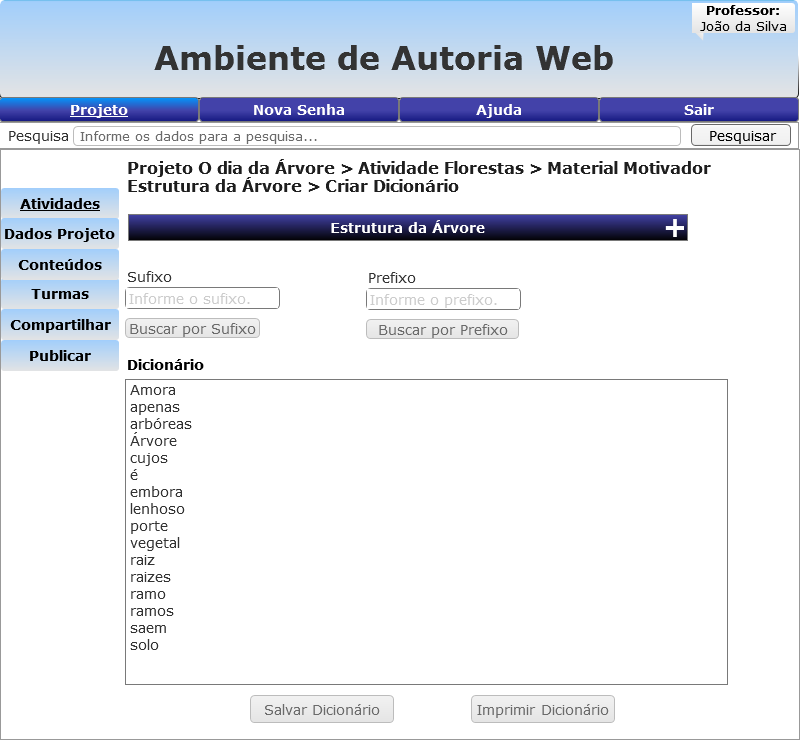 Professor:
João da Silva
Ambiente de Autoria Web
Projeto
Nova Senha
Ajuda
Sair
Pesquisa
Informe os dados para a pesquisa...
Pesquisar
Projeto O dia da Árvore > Atividade Florestas > Material Motivador
Estrutura da Árvore > Criar Dicionário
Atividades
Dados Projeto
Conteúdos
Turmas
Compartilhar
Publicar
Estrutura da Árvore
Sufixo
Prefixo
Informe o sufixo.
Informe o prefixo.
Buscar por Sufixo
Buscar por Prefixo
Dicionário
Amora
apenas
arbóreas
Árvore
cujos
é
embora
lenhoso
porte
vegetal
raiz
raizes
ramo
ramos
saem
solo
Salvar Dicionário
Imprimir Dicionário